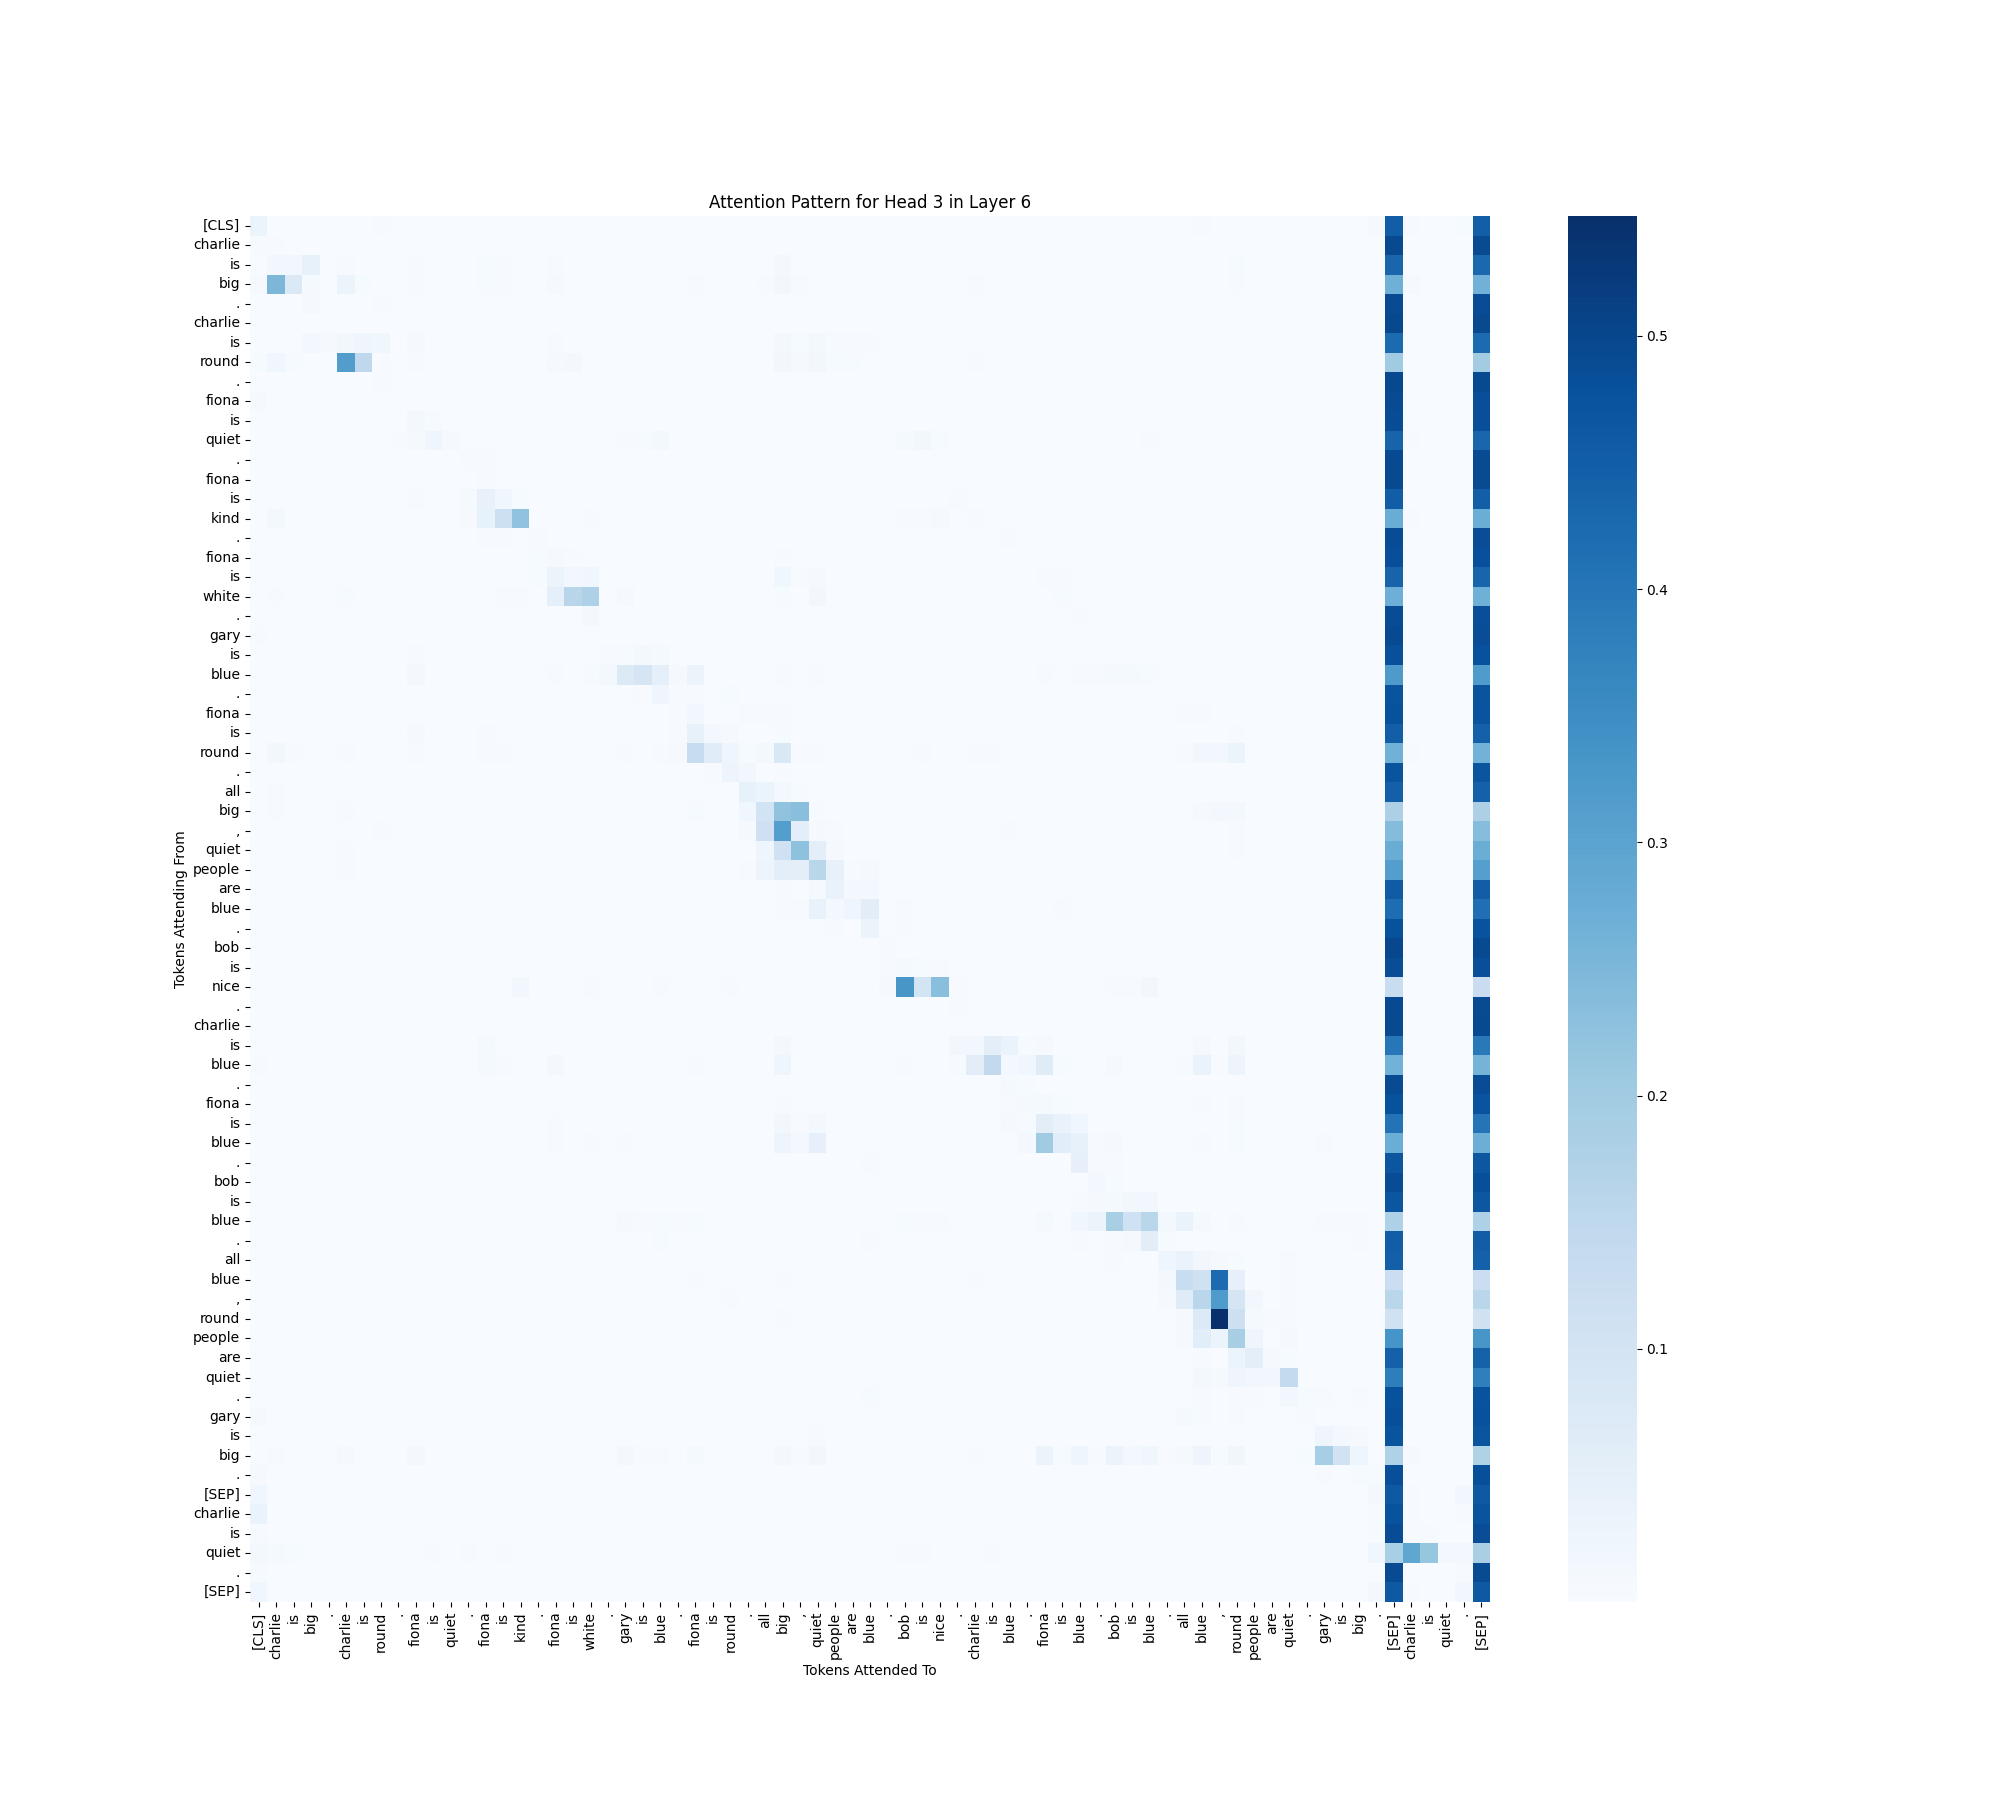 Attention Pattern for Head 3 in Layer 6
Tokens Attending From
[CLS]
charlie
is
big
.
charlie
is
round
.
fiona
is
quiet
.
fiona
is
kind
.
fiona
is
white
.
gary
is
blue
.
fiona
is
round
.
all
big
,
quiet
people
are
blue
.
bob
is
nice
.
charlie
is
blue
.
fiona
is
blue
.
bob
is
blue
.
all
blue
,
round
people
are
quiet
.
gary
is
big
.
[SEP]
charlie
is
quiet
.
[SEP]
[CLS]
charlie
is
big
.
charlie
is
round
.
fiona
is
quiet
.
fiona
is
kind
.
fiona
is
white
.
gary
is
blue
.
fiona
is
round
.
all
big
,
quiet
people
are
blue
.
bob
is
nice
.
charlie
is
blue
.
fiona
is
blue
.
bob
is
blue
.
all
blue
,
round
people
are
quiet
.
gary
is
big
.
[SEP]
charlie
is
quiet
.
[SEP]
Tokens Attended To
0.5
0.4
0.3
0.2
0.1